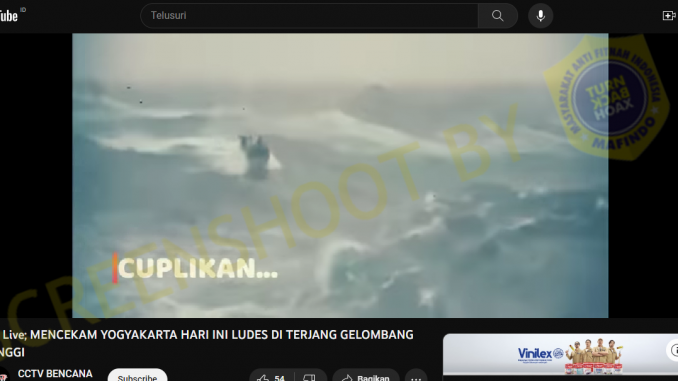 Tube ID
Telusuri
MASYARAKAT ANTI FITNAH INDONESIA
TURN
BACK
HOAX
MAFINDO
SCREENSHOOT BY
CUPLIKAN...
Live; MENCEKAM YOGYAKARTA HARI INI LUDES DI TERJANG GELOMBANG
NGGI
CCTV BENCANA
Subscribe
54
Bagikan
Vinilex